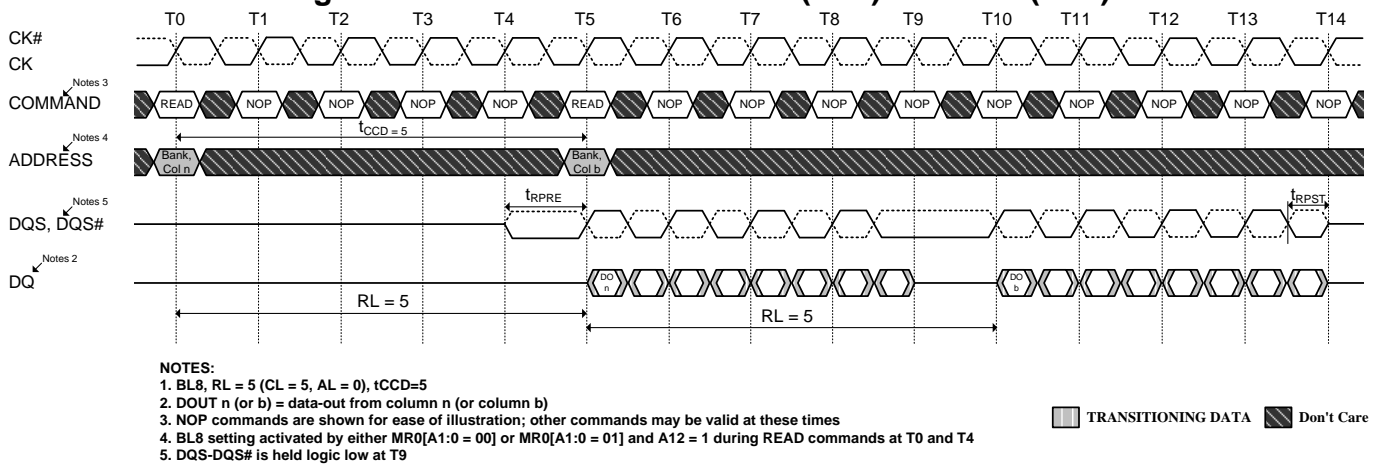 T0 T1 T2 T3 T4 T5 T6 T7 T8 T9 T10 T11 T12 T13 T14
CK#
CK
Notes 3
COMMAND READ NOP NOP NOP NOP READ NOP NOP NOP NOP NOP NOP NOP NOP NOP
tCCD = 5
Notes 4
ADDRESS
Bank, Col n
Bank, Col b
Notes 5
DQS, DQS#
tRPRE
tRPST
Notes 2
DQ
DO n
DO b
RL = 5
RL = 5
NOTES:
1. BL8, RL = 5 (CL = 5, AL = 0), tCCD=5
2. DOUT n (or b) = data-out from column n (or column b)
3. NOP commands are shown for ease of illustration; other commands may be valid at these times
4. BL8 setting activated by either MR0[A1:0 = 00] or MR0[A1:0 = 01] and A12 = 1 during READ commands at T0 and T4
5. DQS-DQS# is held logic low at T9
TRANSITIONING DATA
Don't Care